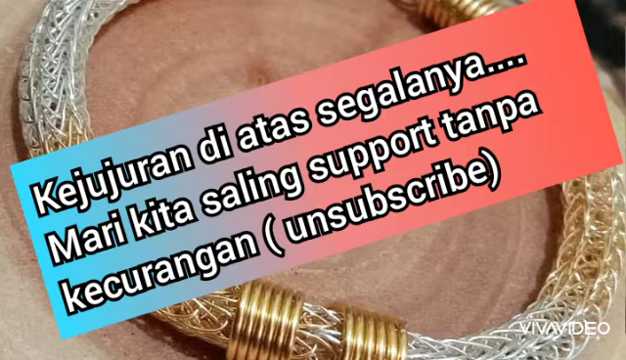 Kejujuran di atas segalanya....
Mari kita saling support tanpa
kecurangan ( unsubscribe)
VIVAVIDEO